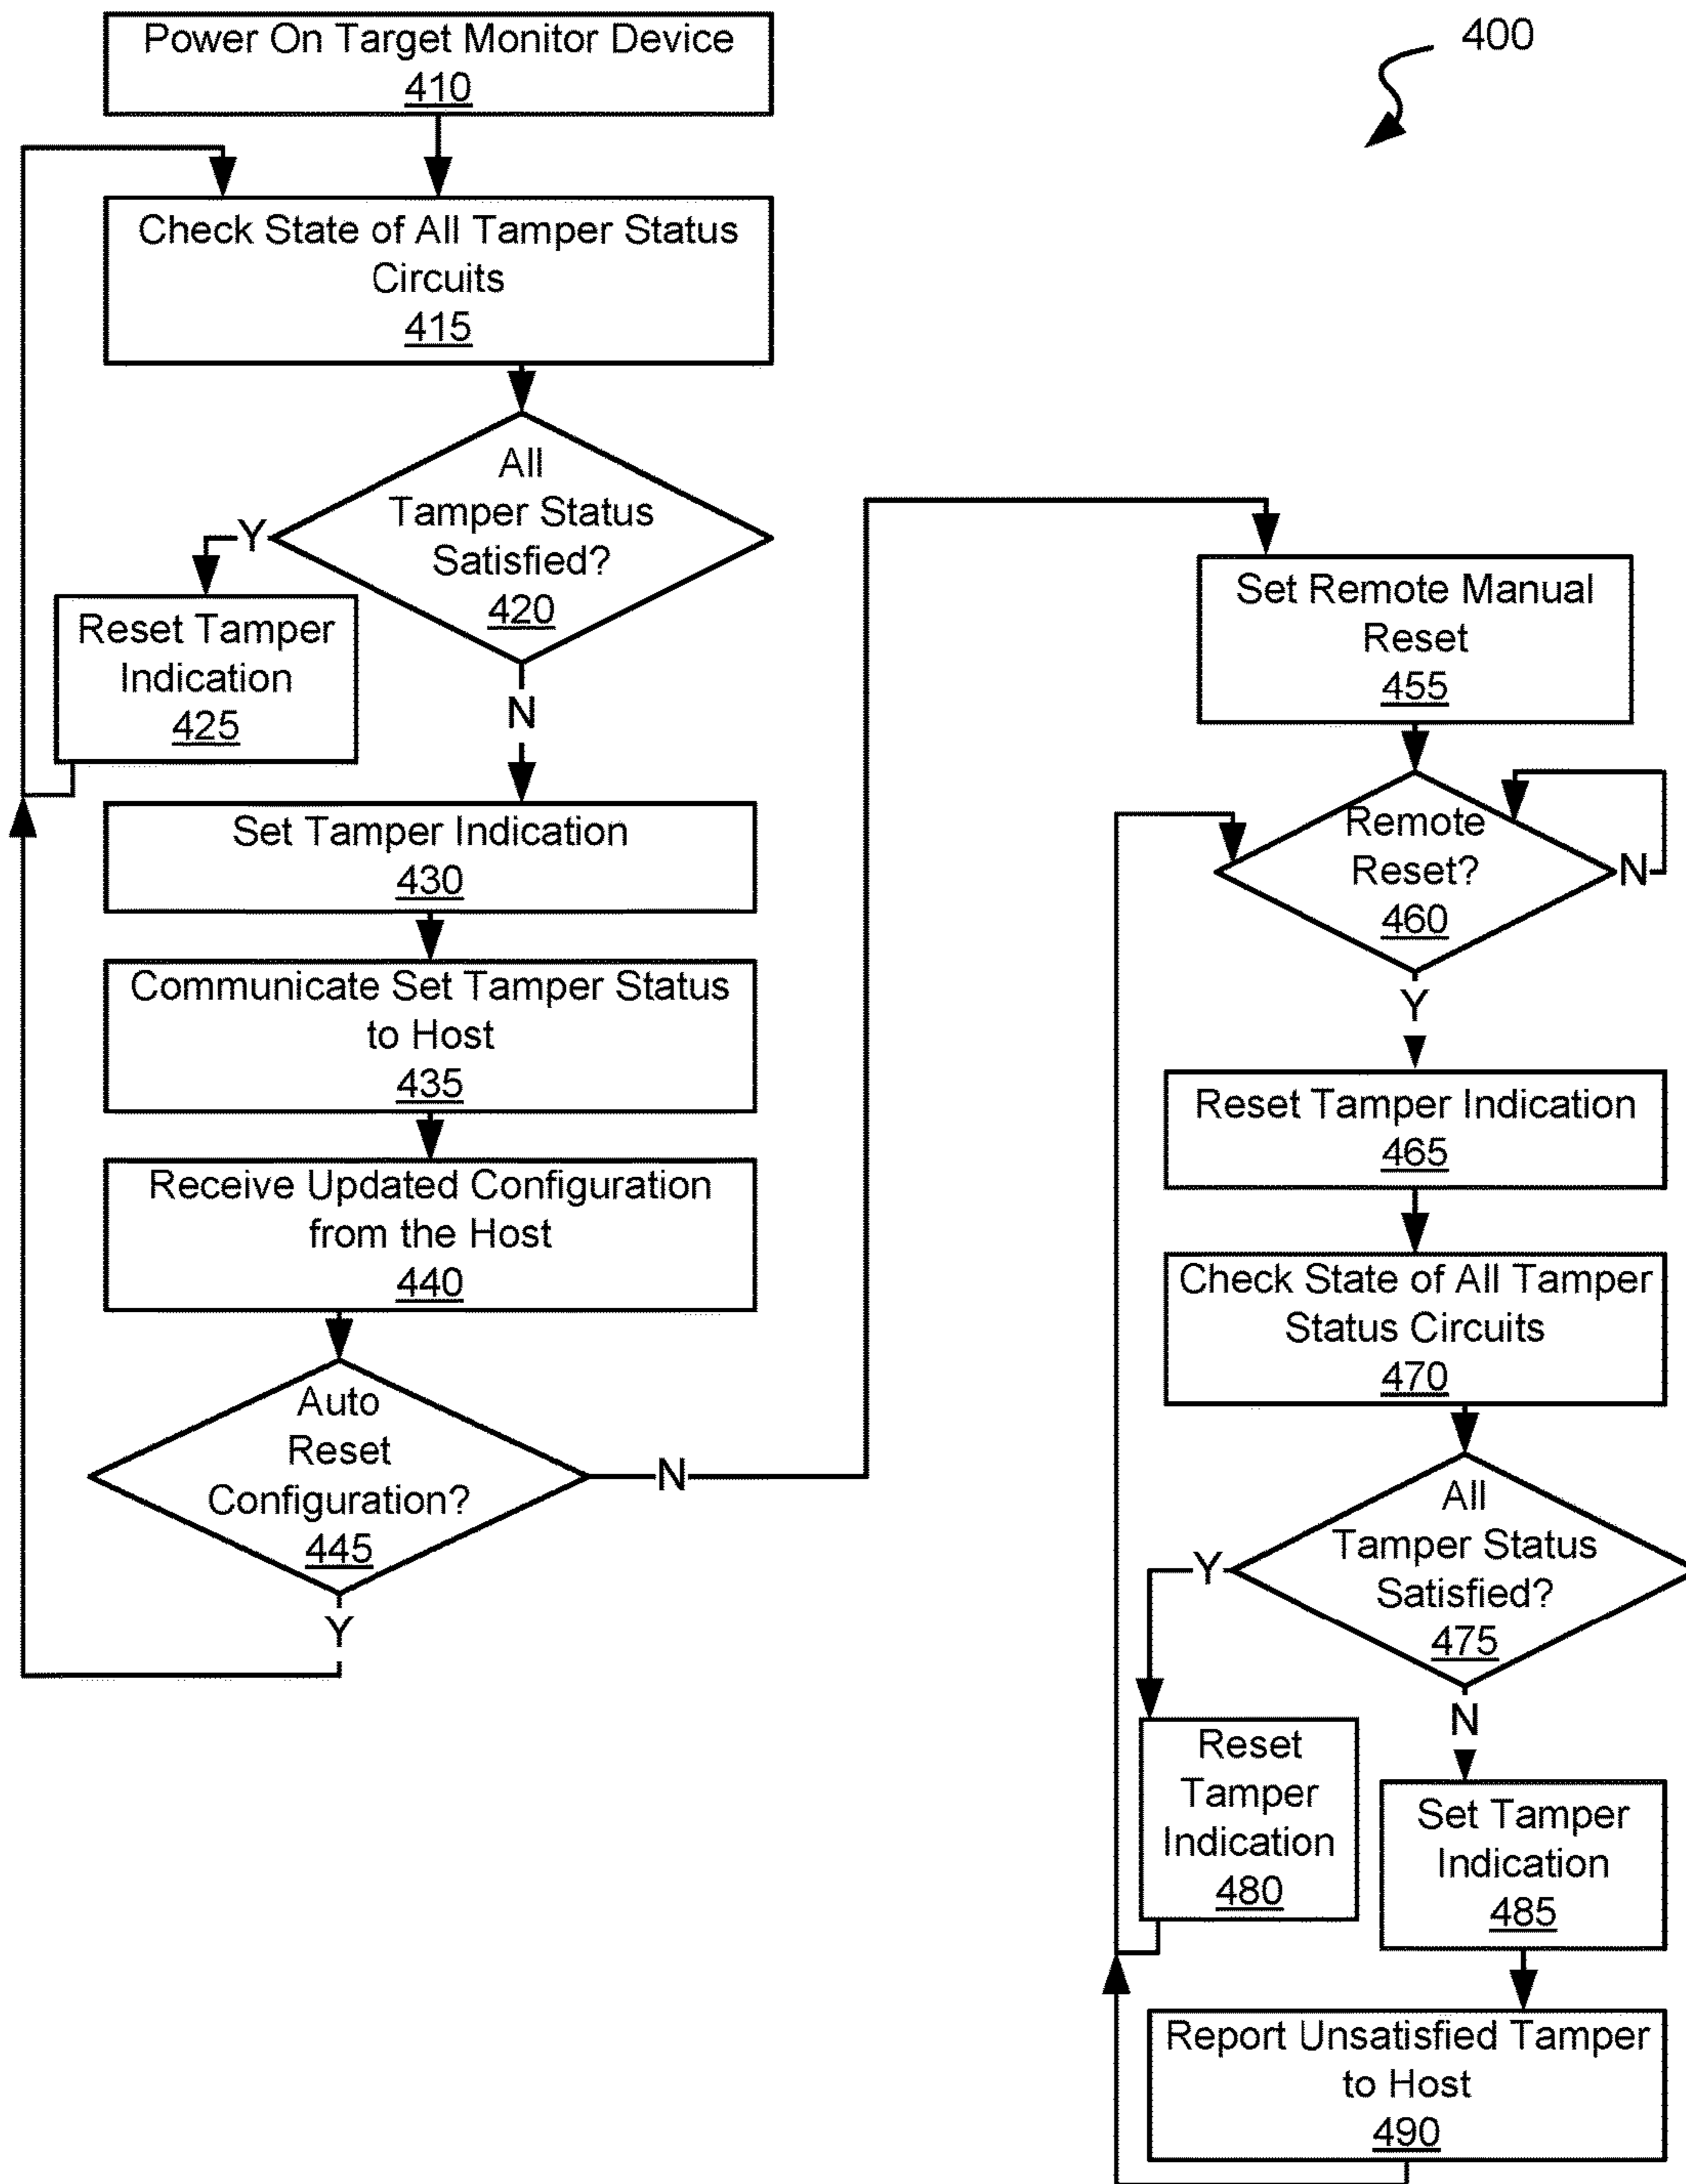 400
Power On Target Monitor Device
410
Check State of All Tamper Status
Circuits
415
All
Tamper Status
Satisfied?
420
Y
N
Reset Tamper
Indication
425
Set Tamper Indication
430
Communicate Set Tamper Status
to Host
435
Receive Updated Configuration
from the Host
440
Auto
Reset
Configuration?
445
N
Y
Set Remote Manual
Reset
455
Remote
Reset?
460
N
Y
Reset Tamper Indication
465
Check State of All Tamper
Status Circuits
470
All
Tamper Status
Satisfied?
475
Y
N
Reset
Tamper
Indication
480
Set Tamper
Indication
485
Report Unsatisfied Tamper
to Host
490